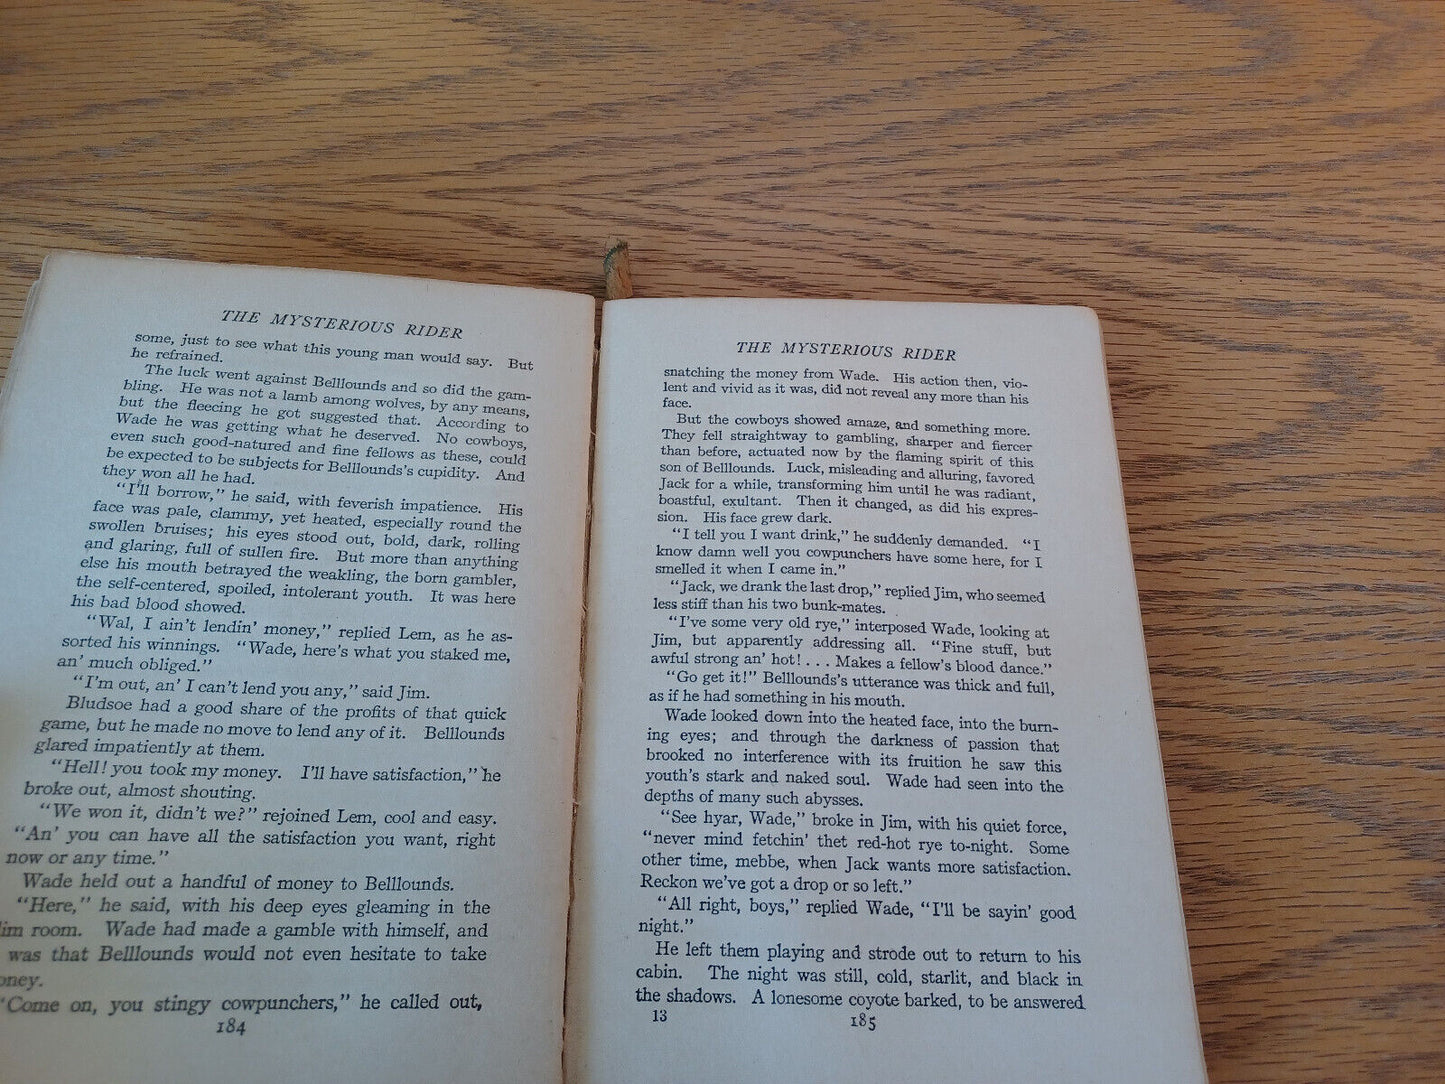 THE MYSTERIOUS RIDER
some, just to see what this young man would say. But
he refrained.
The luck went against Belllounds and so did the gam-
bling. He was not a lamb among wolves, by any means,
but the fleecing he got suggested that. According to
Wade he was getting what he deserved. No cowboys,
even such good-natured and fine fellows as these, could
be expected to be subjects for Belllounds's cupidity. And
they won all he had.
"I'll borrow," he said, with feverish impatience. His
face was pale, clammy, yet heated, especially round the
swollen bruises; his eyes stood out, bold, dark, rolling
and glaring, full of sullen fire. But more than anything
else his mouth betrayed the weakling, the born gambler,
the self-centered, spoiled, intolerant youth. It was here
his bad blood showed.
"Wal, I ain't lendin' money," replied Lem, as he as-
sorted his winnings. "Wade, here's what you staked me,
an' much obliged."
"I'm out, an' I can't lend you any," said Jim.
Bludsoe had a good share of the profits of that quick
game, but he made no move to lend any of it. Belllounds
glared impatiently at them.
"Hell! you took my money. I'll have satisfaction," he
broke out, almost shouting.
"We won it, didn't we?" rejoined Lem, cool and easy.
"An' you can have all the satisfaction you want, right
now or any time."
Wade held out a handful of money to Belllounds.
"Here," he said, with his deep eyes gleaming in the
im room. Wade had made a gamble with himself, and
was that Belllounds would not even hesitate to take
oney.
"Come on, you stingy cowpunchers," he called out,
184
THE MYSTERIOUS RIDER
snatching the money from Wade. His action then, vio-
lent and vivid as it was, did not reveal any more than his
face.
But the cowboys showed amaze, and something more.
They fell straightway to gambling, sharper and fiercer
than before, actuated now by the flaming spirit of this
son of Belllounds. Luck, misleading and alluring, favored
Jack for a while, transforming him until he was radiant,
boastful, exultant. Then it changed, as did his expres-
sion. His face grew dark.
"I tell you I want drink," he suddenly demanded. "I
know damn well you cowpunchers have some here, for I
smelled it when I came in."
"Jack, we drank the last drop," replied Jim, who seemed
less stiff than his two bunk-mates.
"I've some very old rye," interposed Wade, looking at
Jim, but apparently addressing all. "Fine stuff, but
awful strong an' hot! . . . Makes a fellow's blood dance."
"Go get it!" Belllounds's utterance was thick and full,
as if he had something in his mouth.
Wade looked down into the heated face, into the burn-
ing eyes; and through the darkness of passion that
brooked no interference with its fruition he saw this
youth's stark and naked soul. Wade had seen into the
depths of many such abysses.
"See hyar, Wade," broke in Jim, with his quiet force,
"never mind fetchin' thet red-hot rye to-night. Some
other time, mebbe, when Jack wants more satisfaction.
Reckon we've got a drop or so left."
"All right, boys," replied Wade, "I'll be sayin' good
night."
He left them playing and strode out to return to his
cabin. The night was still, cold, starlit, and black in
the shadows. A lonesome coyote barked, to be answered
13
185